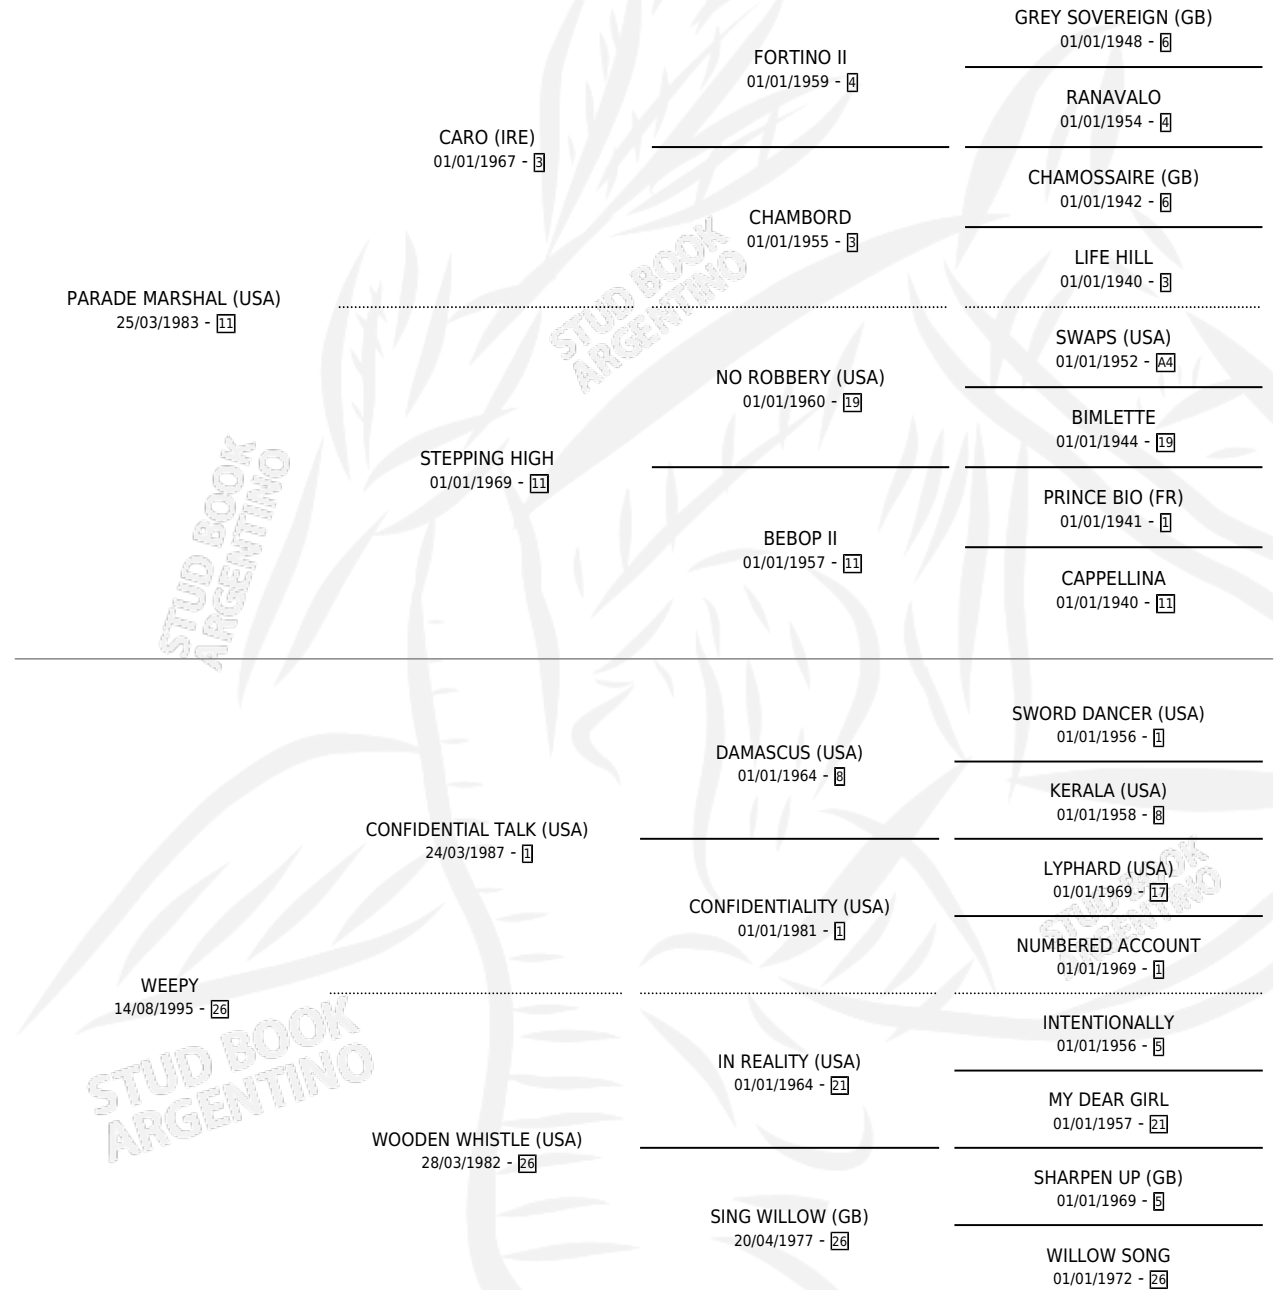 GREY SOVEREIGN (GB)
01/01/1948 - 6
FORTINO II
01/01/1959 - 4
RANAVALO
01/01/1954 - 4
CARO (IRE)
01/01/1967 - 3
CHAMOSSAIRE (GB)
01/01/1942 - 6
CHAMBORD
01/01/1955 - 3
LIFE HILL
01/01/1940 - 3
PARADE MARSHAL (USA)
25/03/1983 - 11
STUD BOOK
ARGENTINO
SWAPS (USA)
01/01/1952 - A4
NO ROBBERY (USA)
01/01/1960 - 19
BIMLETTE
01/01/1944 - 19
STEPPING HIGH
01/01/1969 - 11
PRINCE BIO (FR)
01/01/1941 - 1
BEBOP II
01/01/1957 - 11
CAPPELLINA
01/01/1940 - 11
STUD BOOK
ARGENTINO
SWORD DANCER (USA)
01/01/1956 - 1
DAMASCUS (USA)
01/01/1964 - 8
KERALA (USA)
01/01/1958 - 8
CONFIDENTIAL TALK (USA)
24/03/1987 - 1
LYPHARD (USA)
01/01/1969 - 17
CONFIDENTIALITY (USA)
01/01/1981 - 1
NUMBERED ACCOUNT
01/01/1969 - 1
STUD BOOK
ARGENTINO
WEEPY
14/08/1995 - 26
INTENTIONALLY
01/01/1956 - 5
IN REALITY (USA)
01/01/1964 - 21
MY DEAR GIRL
01/01/1957 - 21
STUD BOOK
ARGENTINO
WOODEN WHISTLE (USA)
28/03/1982 - 26
SHARPEN UP (GB)
01/01/1969 - 5
SING WILLOW (GB)
20/04/1977 - 26
WILLOW SONG
01/01/1972 - 26